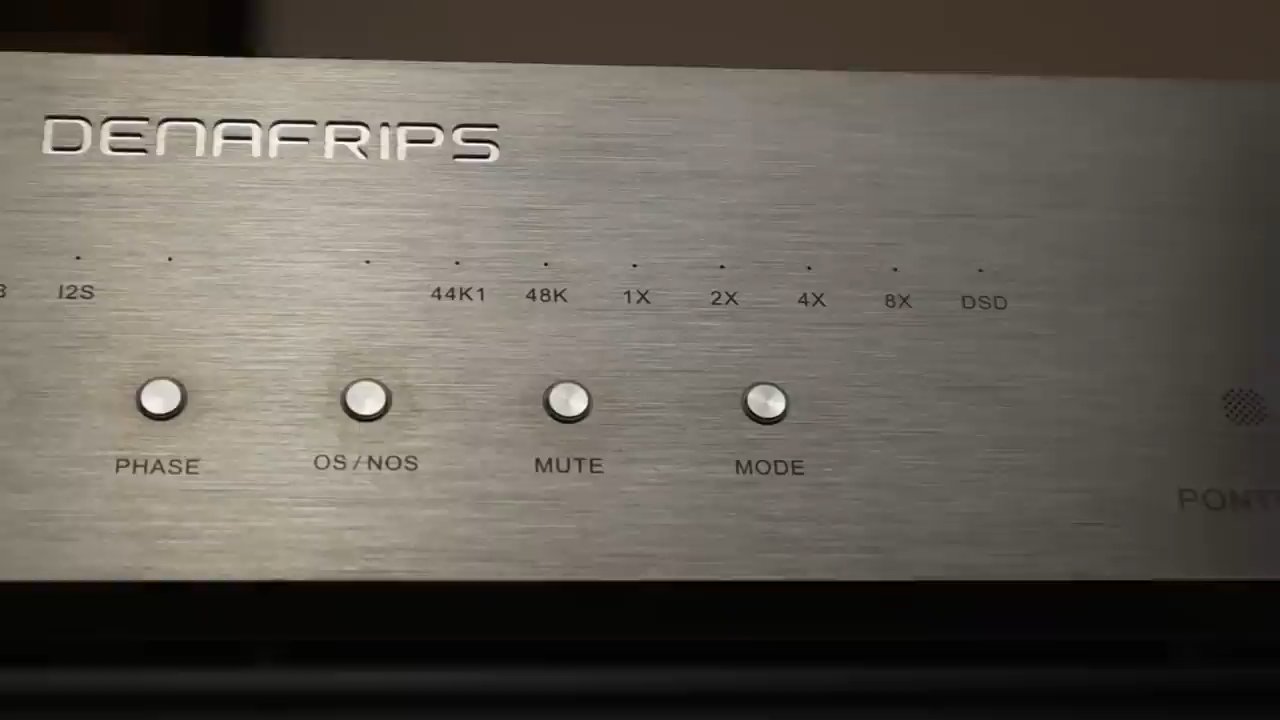 DENAFRIPS
I2S 44K1 48K 1X 2X 4X 8X DSD
PHASE OS/NOS MUTE MODE